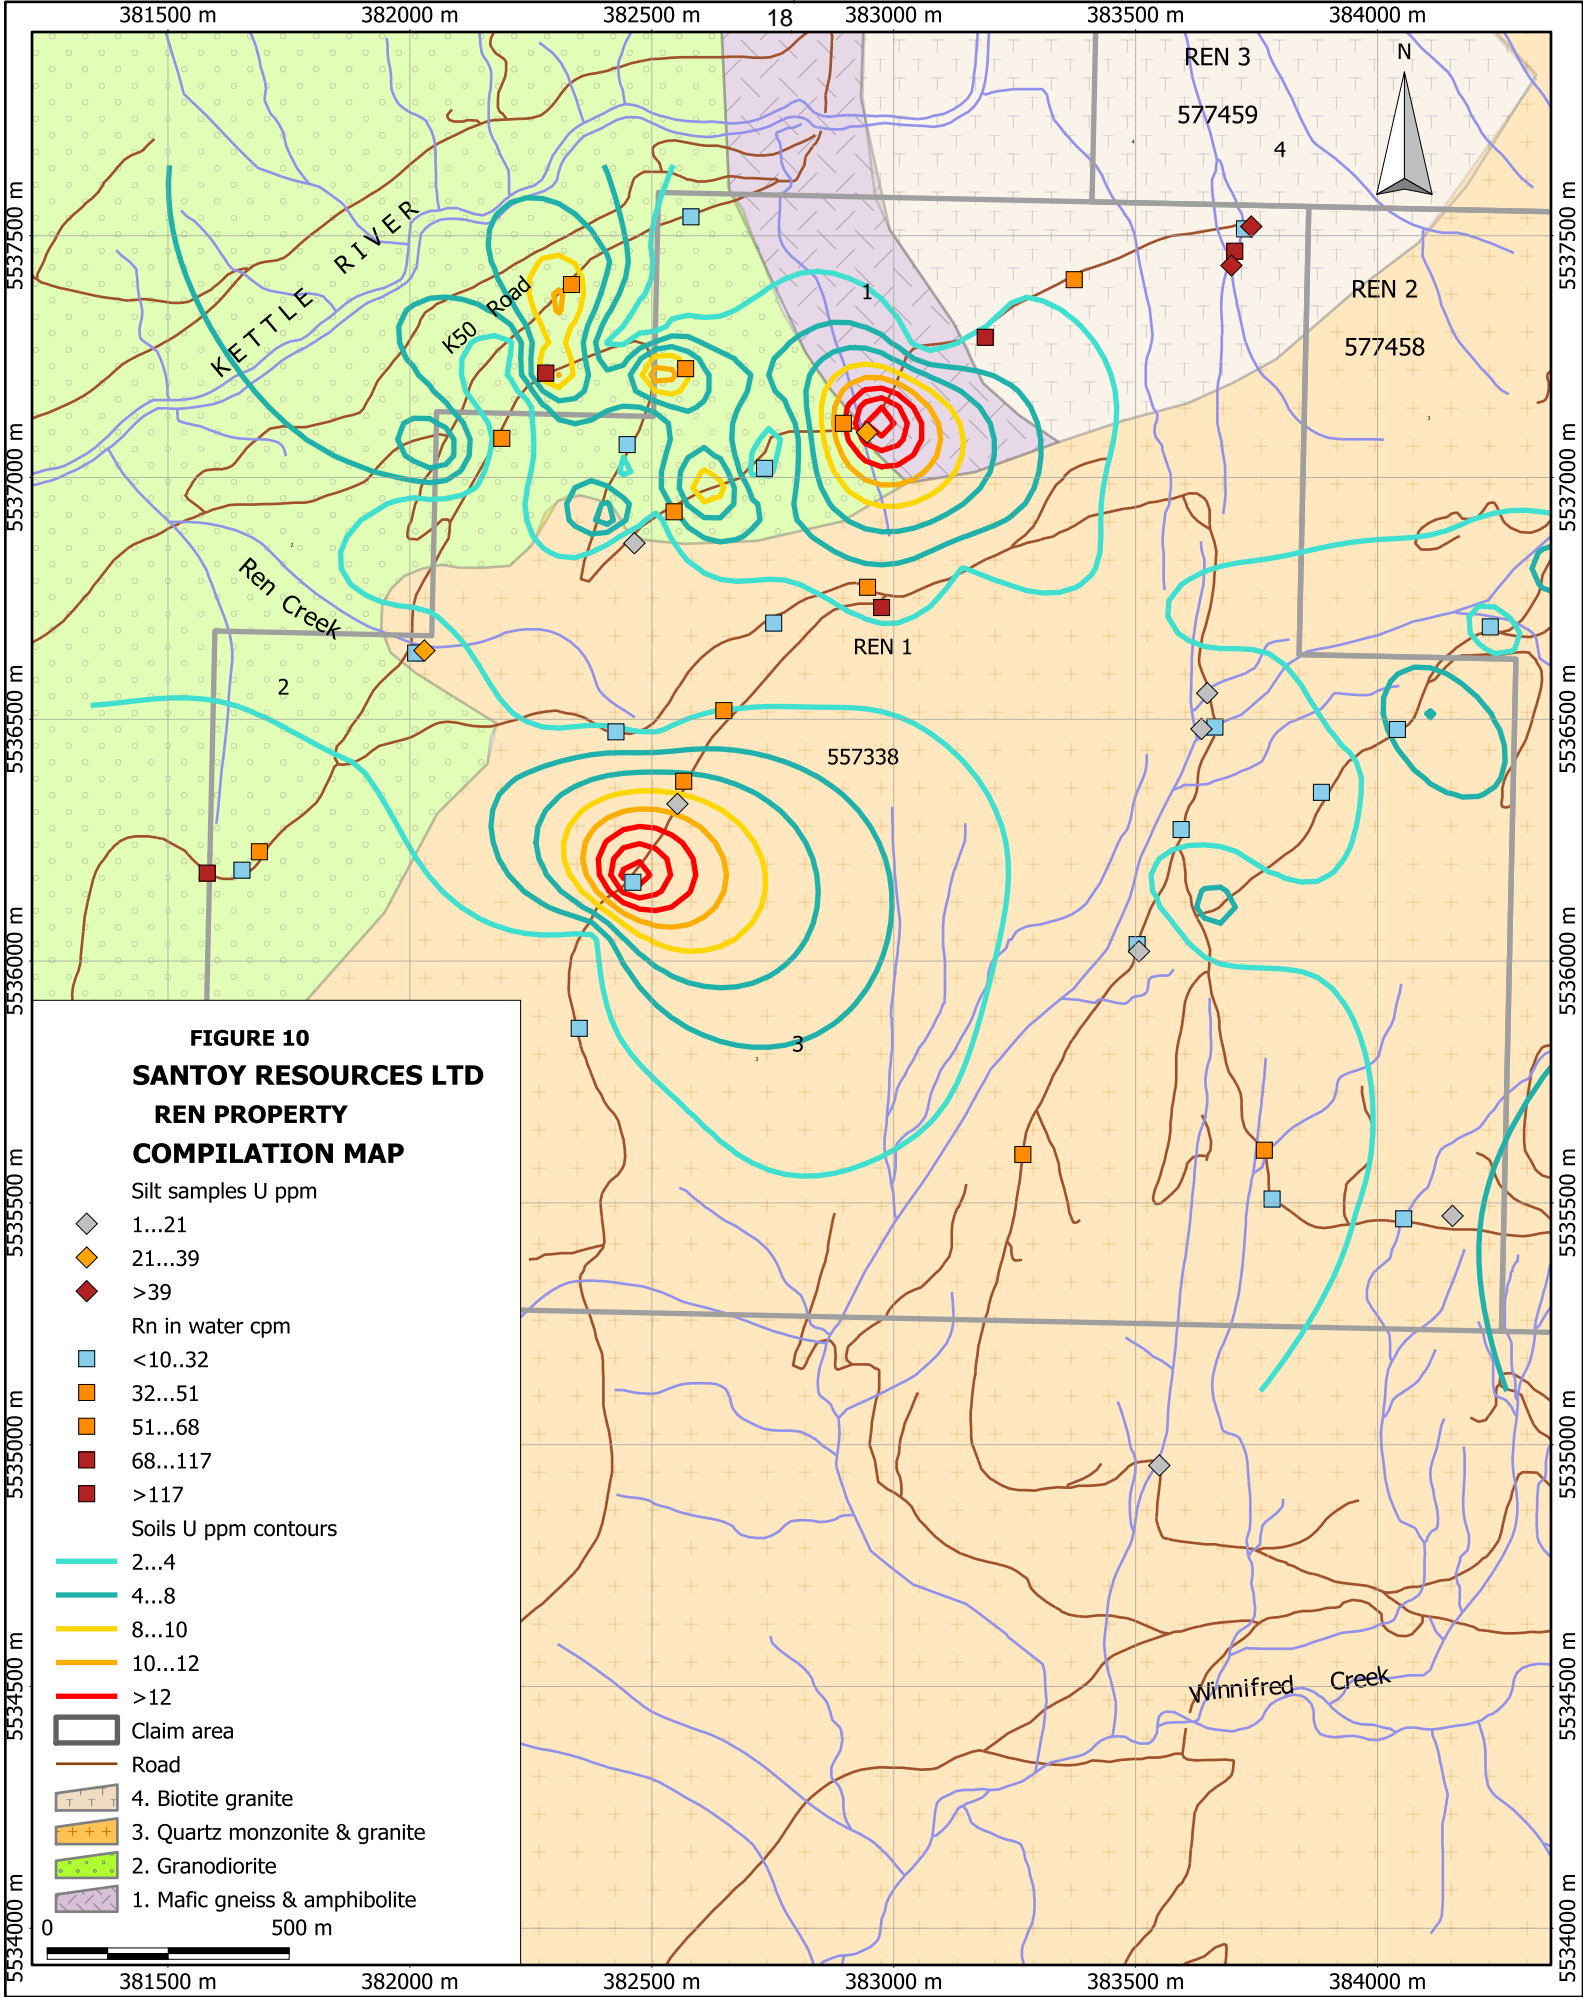 381500 m
382000 m
382500 m
18
383000 m
383500 m
384000 m
REN 3
N
577459
4
5537500 m
5537500 m
KETTLE RIVER
K50 Road
1
REN 2
577458
5537000 m
5537000 m
Ren Creek
REN 1
2
5536500 m
5536500 m
557338
5536000 m
5536000 m
3
FIGURE 10
SANTOY RESOURCES LTD
REN PROPERTY
COMPILATION MAP
Silt samples U ppm
1...21
21...39
>39
Rn in water cpm
<10..32
32...51
51...68
68...117
>117
Soils U ppm contours
2...4
4...8
8...10
10...12
>12
Claim area
Road
4. Biotite granite
3. Quartz monzonite & granite
2. Granodiorite
1. Mafic gneiss & amphibolite
0 500 m
5535500 m
5535500 m
5535000 m
5535000 m
5534500 m
5534500 m
Winnifred Creek
5534000 m
5534000 m
381500 m
382000 m
382500 m
383000 m
383500 m
384000 m